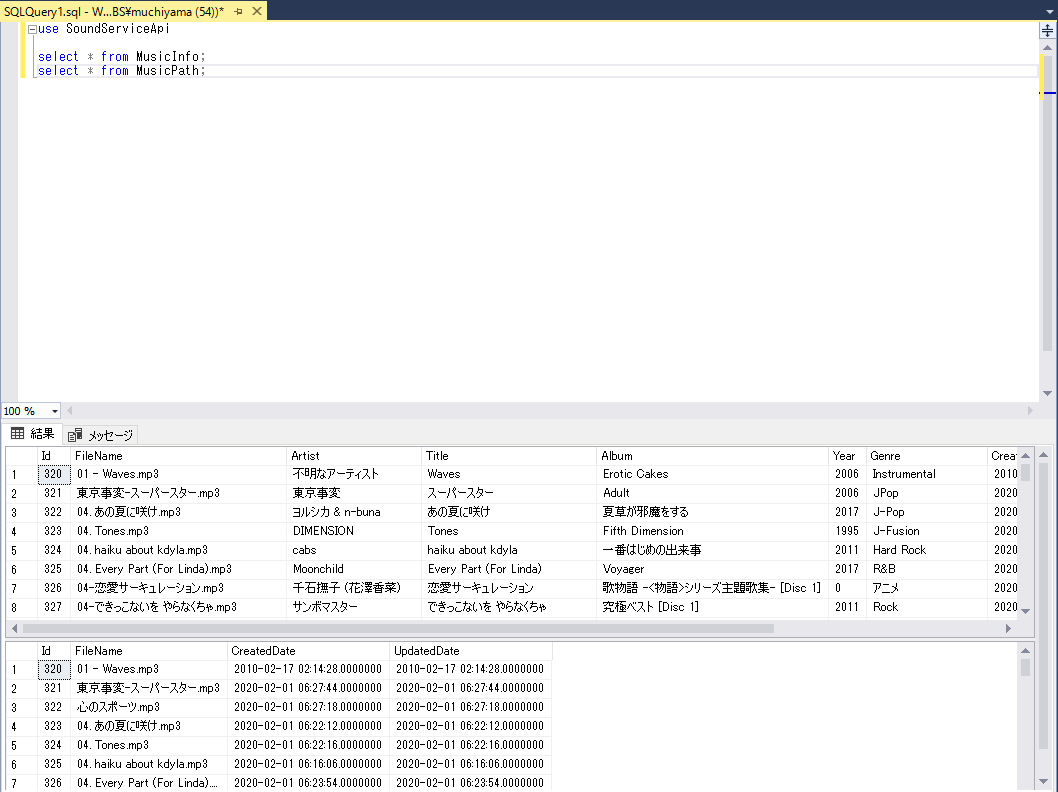 SQLQuery1.sql - W...BS¥muchiyama (54))*
use SoundServiceApi
select * from MusicInfo;
select * from MusicPath;
100 %
結果 メッセージ
Id FileName Artist Title Album Year Genre Creat
1 320 01 - Waves.mp3 不明なアーティスト Waves Erotic Cakes 2006 Instrumental 2010
2 321 東京事変-スーパースター.mp3 東京事変 スーパースター Adult 2006 JPop 2020
3 322 04. あの夏に咲け.mp3 ヨルシカ & n-buna あの夏に咲け 夏草が邪魔をする 2017 J-Pop 2020
4 323 04. Tones.mp3 DIMENSION Tones Fifth Dimension 1995 J-Fusion 2020
5 324 04. haiku about kdyla.mp3 cabs haiku about kdyla 一番はじめの出来事 2011 Hard Rock 2020
6 325 04. Every Part (For Linda).mp3 Moonchild Every Part (For Linda) Voyager 2017 R&B 2020
7 326 04-恋愛サーキュレーション.mp3 千石撫子 (花澤香菜) 恋愛サーキュレーション 歌物語 -<物語>シリーズ主題歌集- [Disc 1] 0 アニメ 2020
8 327 04-できっこないを やらなくちゃ.mp3 サンボマスター できっこないを やらなくちゃ 究極ベスト [Disc 1] 2011 Rock 2020
Id FileName CreatedDate UpdatedDate
1 320 01 - Waves.mp3 2010-02-17 02:14:28.0000000 2010-02-17 02:14:28.0000000
2 321 東京事変-スーパースター.mp3 2020-02-01 06:27:44.0000000 2020-02-01 06:27:44.0000000
3 322 心のスポーツ.mp3 2020-02-01 06:27:18.0000000 2020-02-01 06:27:18.0000000
4 323 04. あの夏に咲け.mp3 2020-02-01 06:22:12.0000000 2020-02-01 06:22:12.0000000
5 324 04. Tones.mp3 2020-02-01 06:22:16.0000000 2020-02-01 06:22:16.0000000
6 325 04. haiku about kdyla.mp3 2020-02-01 06:16:06.0000000 2020-02-01 06:16:06.0000000
7 326 04. Every Part (For Linda).... 2020-02-01 06:23:54.0000000 2020-02-01 06:23:54.0000000